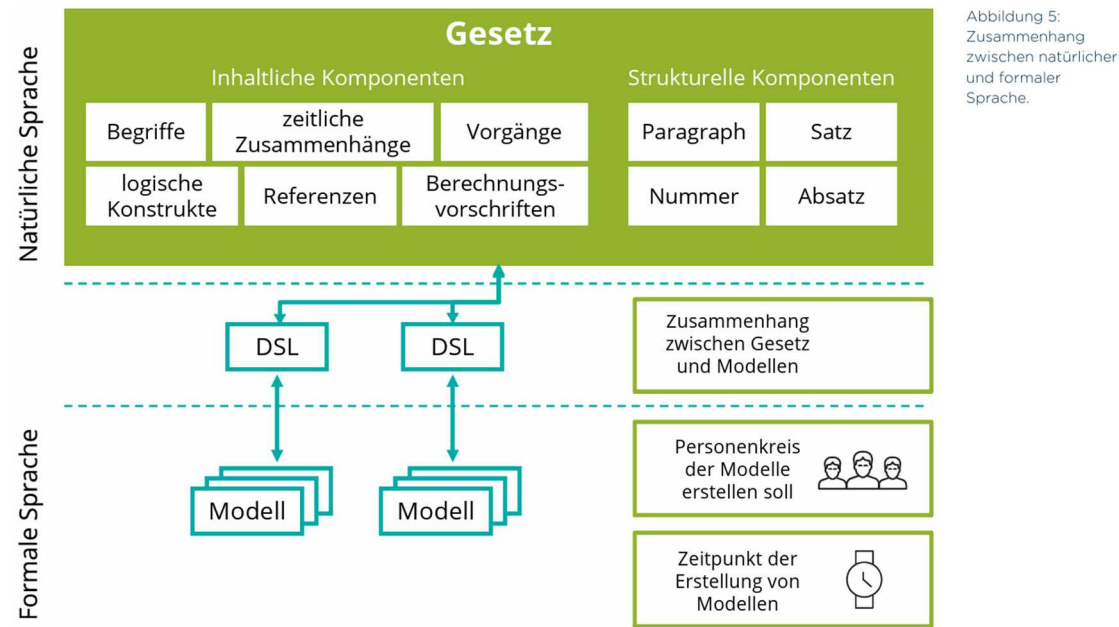 Natürliche Sprache
Gesetz
Inhaltliche Komponenten
Begriffe
zeitliche
Zusammenhänge
Vorgänge
logische
Konstrukte
Referenzen
Berechnungs-
vorschriften
Strukturelle Komponenten
Paragraph
Satz
Nummer
Absatz
DSL
DSL
Zusammenhang
zwischen Gesetz
und Modellen
Formale Sprache
Modell
Modell
Personenkreis
der Modelle
erstellen soll
Zeitpunkt der
Erstellung von
Modellen
Abbildung 5:
Zusammenhang
zwischen natürlicher
und formaler
Sprache.